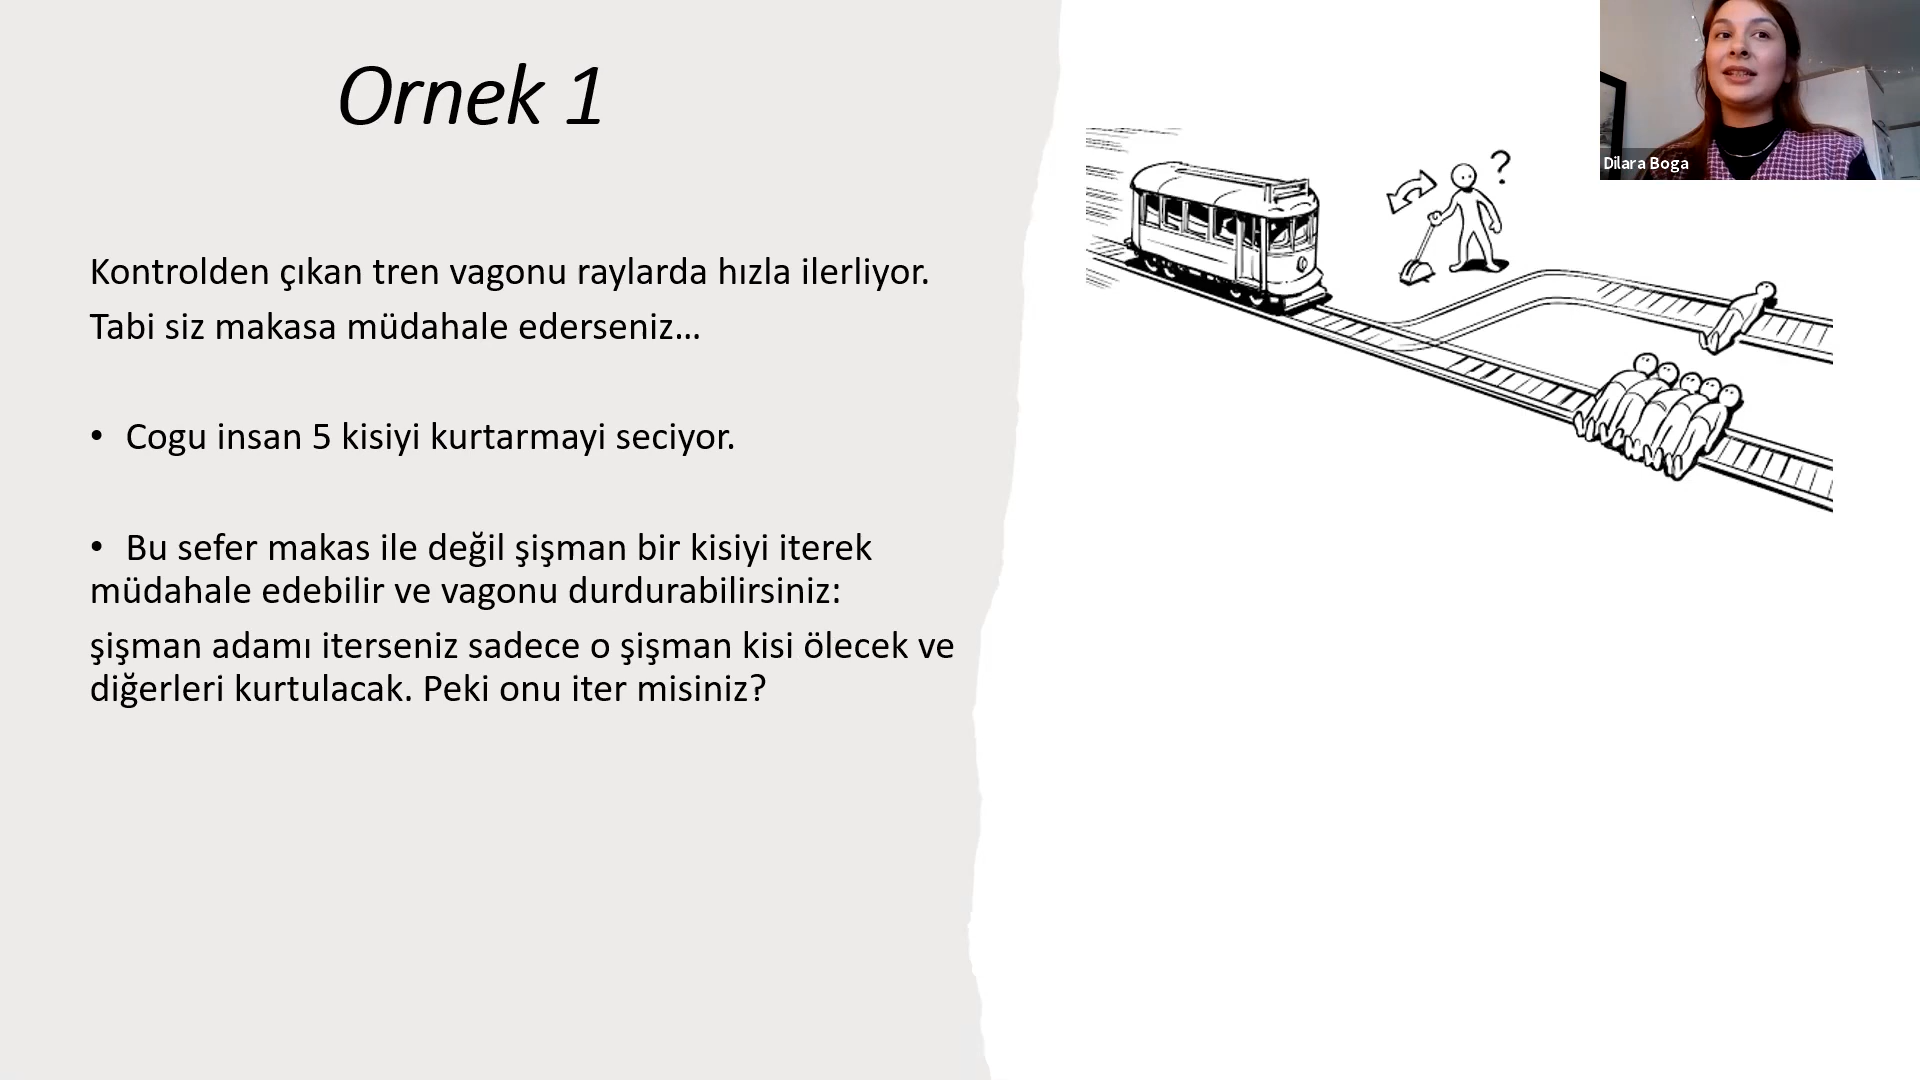 Ornek 1
Kontrolden çıkan tren vagonu raylarda hızla ilerliyor.
Tabi siz makasa müdahale ederseniz...
• Cogu insan 5 kisiyi kurtarmayi seciyor.
• Bu sefer makas ile değil şişman bir kisiyi iterek
müdahale edebilir ve vagonu durdurabilirsiniz:
şişman adamı iterseniz sadece o şişman kisi ölecek ve
diğerleri kurtulacak. Peki onu iter misiniz?
?
Dilara Boga